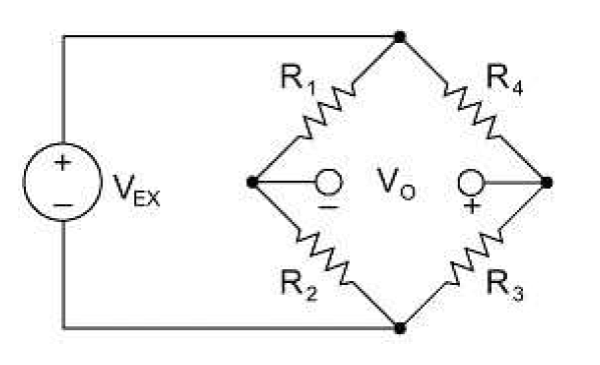 R1 R4
+
VEX − VO +
−
R2 R3